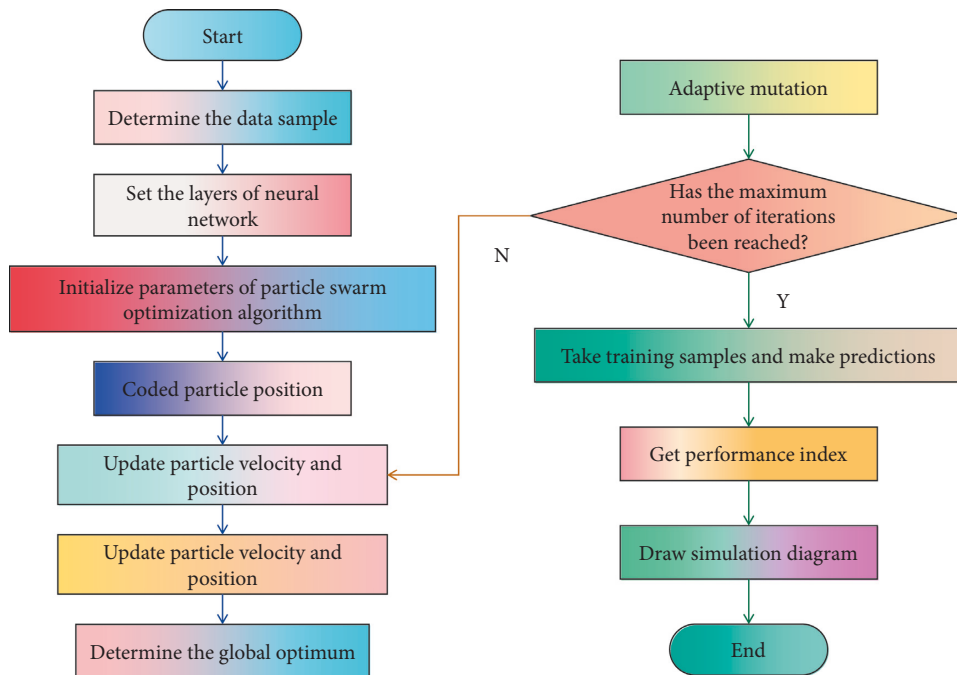 Start
Determine the data sample
Set the layers of neural
network
Initialize parameters of particle swarm
optimization algorithm
Coded particle position
Update particle velocity and
position
Update particle velocity and
position
Determine the global optimum
Adaptive mutation
Has the maximum
number of iterations
been reached?
N
Y
Take training samples and make predictions
Get performance index
Draw simulation diagram
End